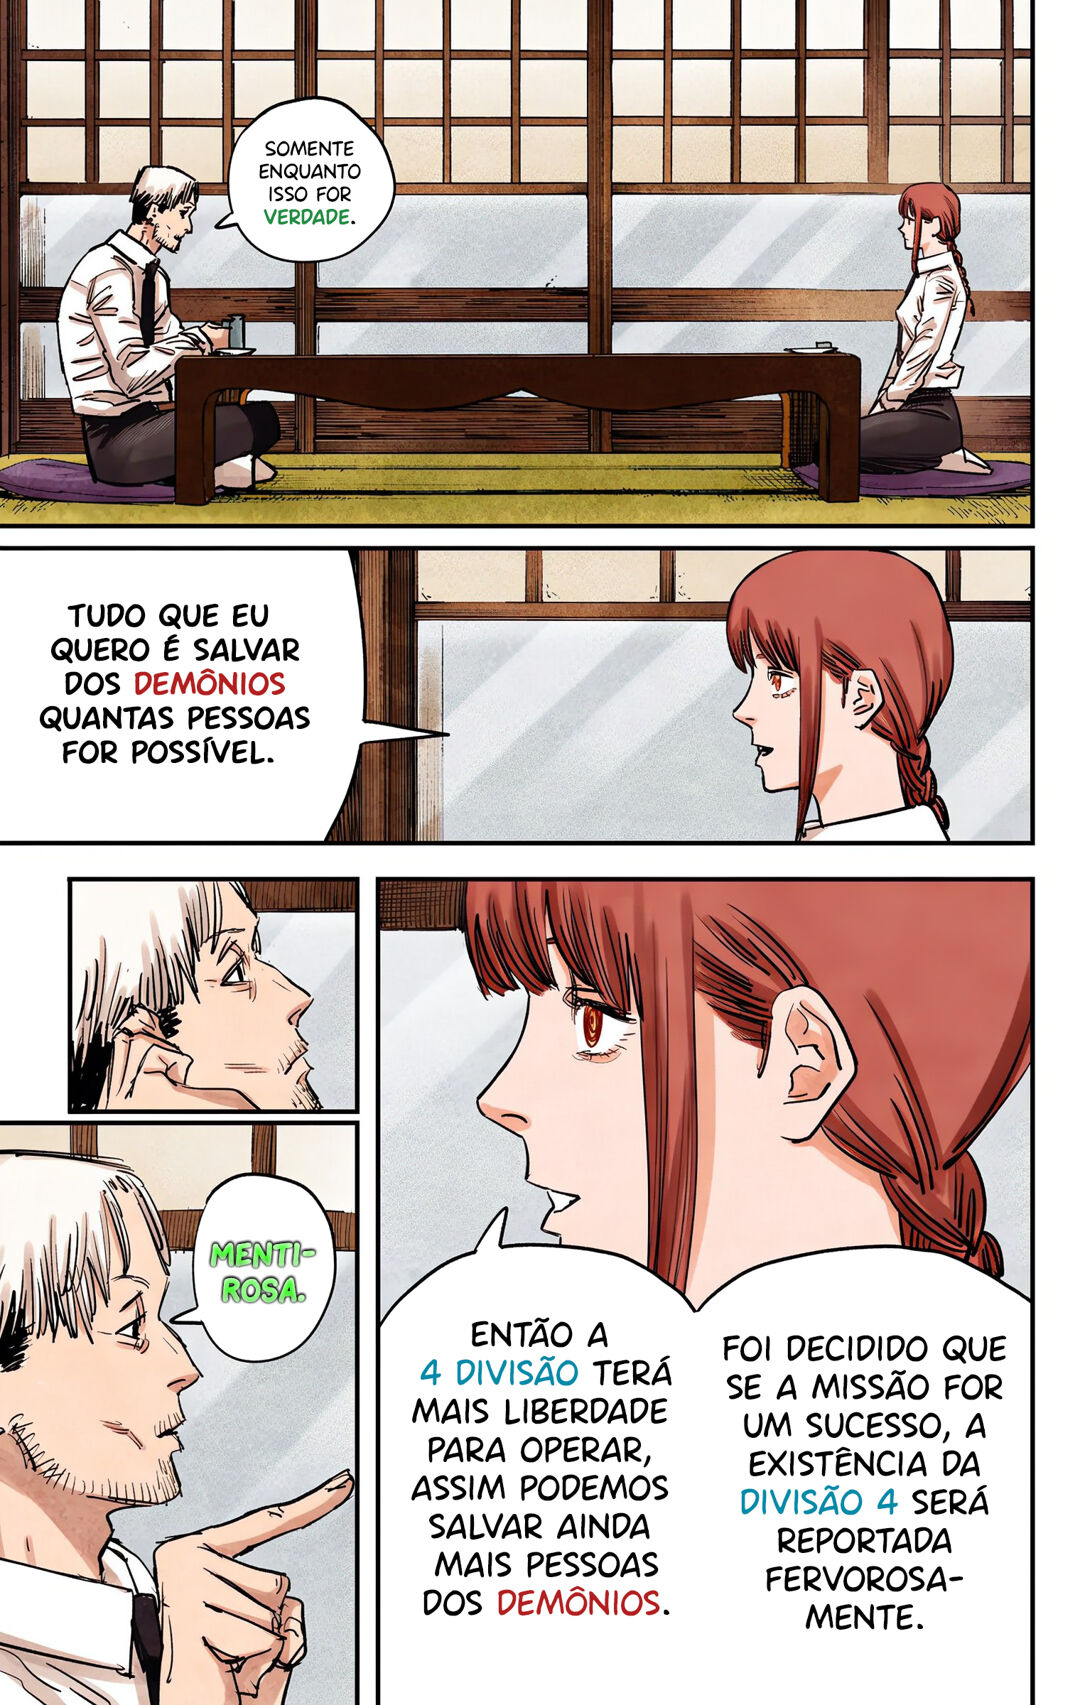 SOMENTE
ENQUANTO
ISSO FOR
VERDADE.
TUDO QUE EU
QUERO É SALVAR
DOS DEMÔNIOS
QUANTAS PESSOAS
FOR POSSÍVEL.
FOI DECIDIDO QUE
SE A MISSÃO FOR
UM SUCESSO, A
EXISTÊNCIA DA
DIVISÃO 4 SERÁ
REPORTADA
FERVOROSA-
MENTE.
ENTÃO A
4 DIVISÃO TERÁ
MAIS LIBERDADE
PARA OPERAR,
ASSIM PODEMOS
SALVAR AINDA
MAIS PESSOAS
DOS DEMÔNIOS.
MENTI-
ROSA.